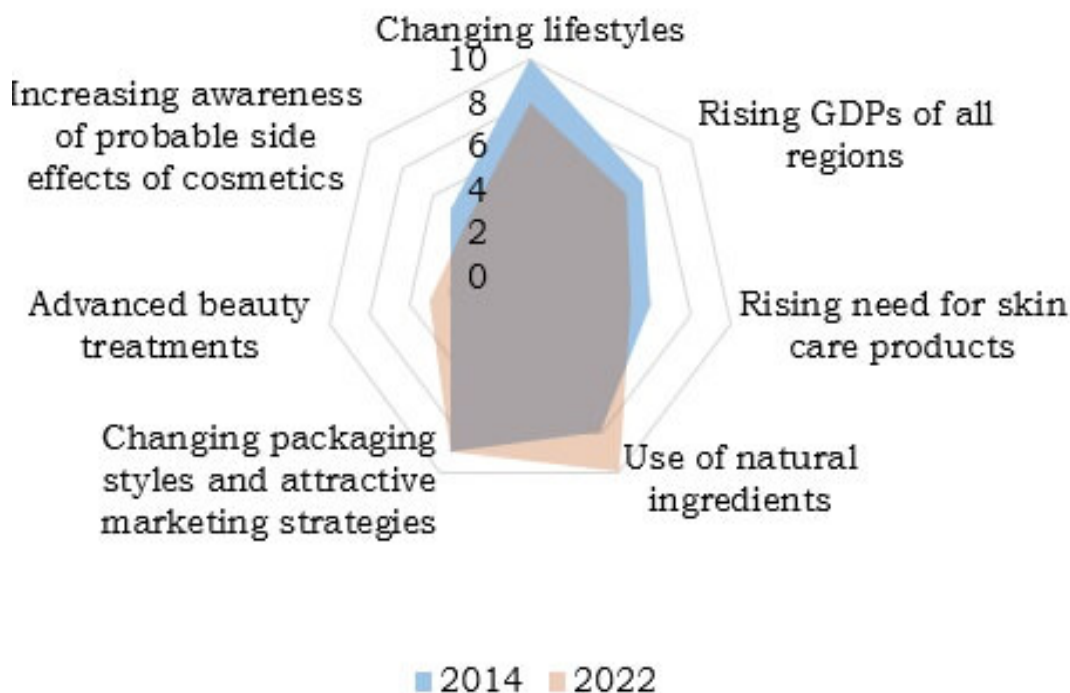 Changing lifestyles
10
8
6
4
2
0
Rising GDPs of all
regions
Rising need for skin
care products
Use of natural
ingredients
Changing packaging
styles and attractive
marketing strategies
Advanced beauty
treatments
Increasing awareness
of probable side
effects of cosmetics
2014 2022